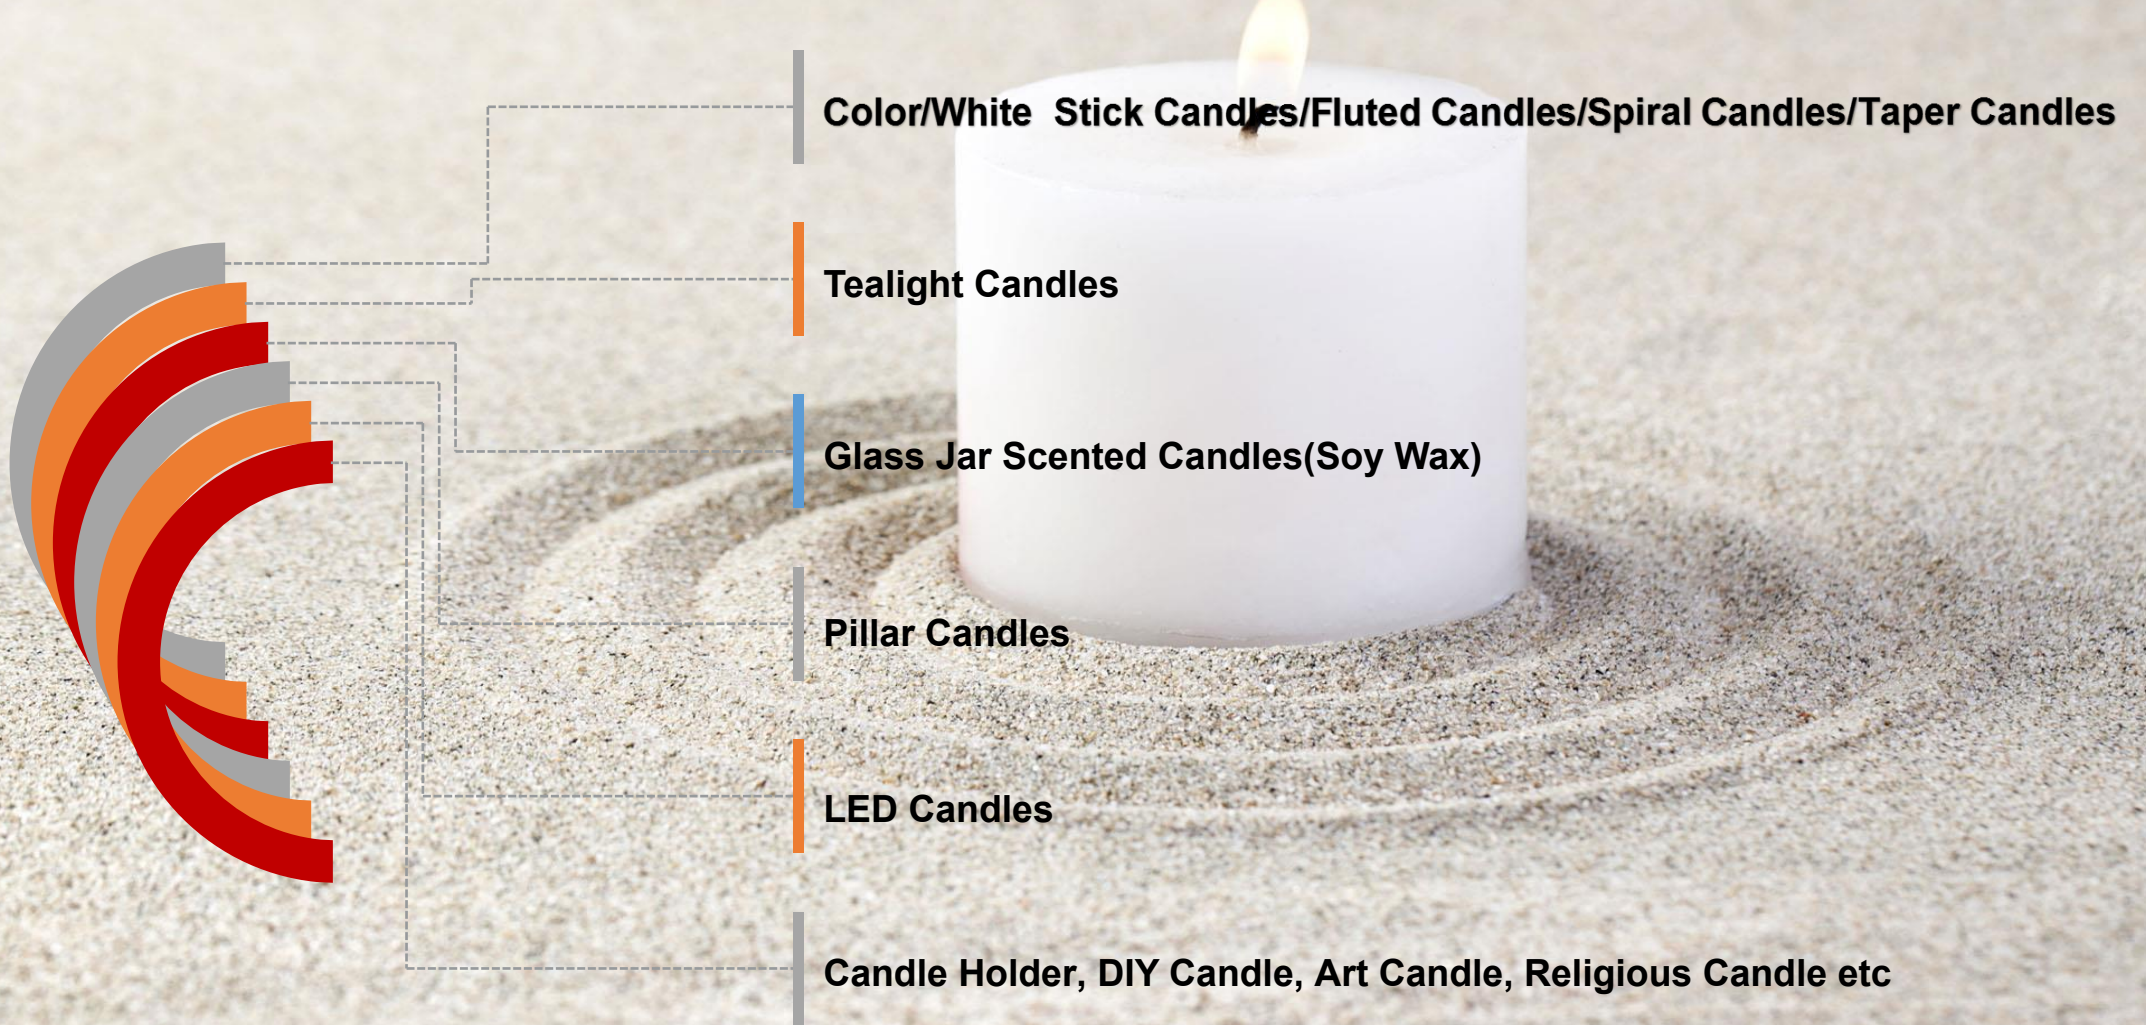 Color/White  Stick Candles/Fluted Candles/Spiral Candles/Taper Candles
Tealight Candles
Glass Jar Scented Candles(Soy Wax)
Pillar Candles
LED Candles
Candle Holder, DIY Candle, Art Candle, Religious Candle etc